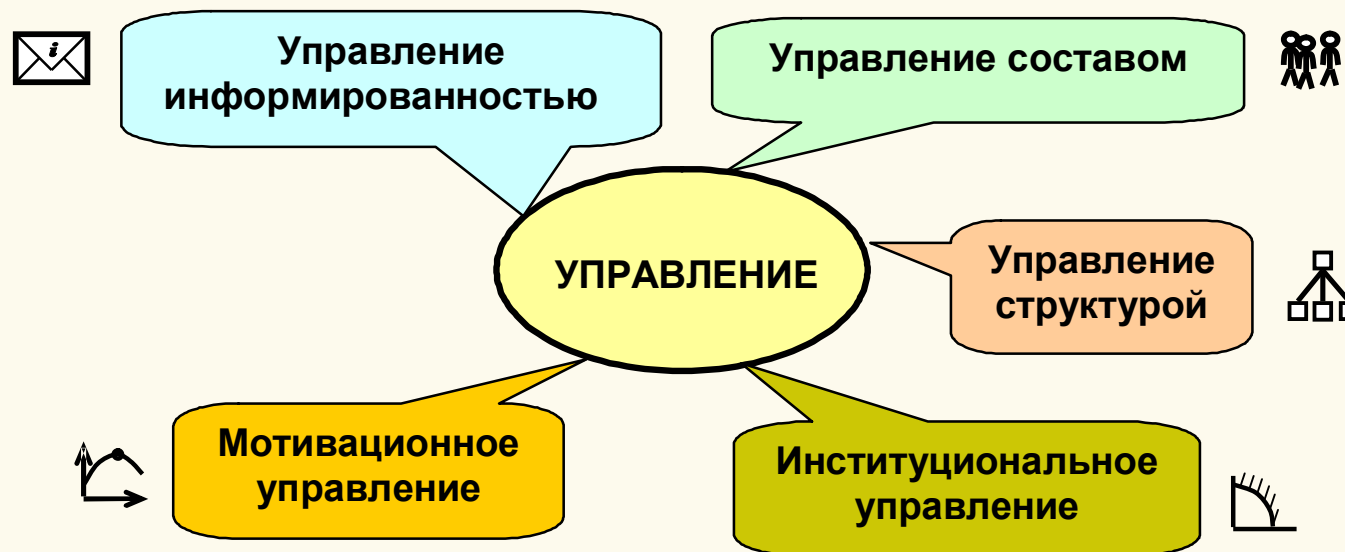 i
Управление
информированностью
Управление составом
УПРАВЛЕНИЕ
Управление
структурой
Мотивационное
управление
Институциональное
управление